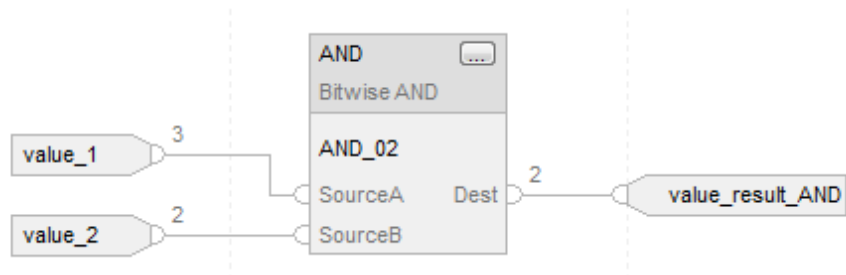 AND ...
Bitwise AND
3
value_1
AND_02
2
SourceA Dest
value_result_AND
2
value_2
SourceB